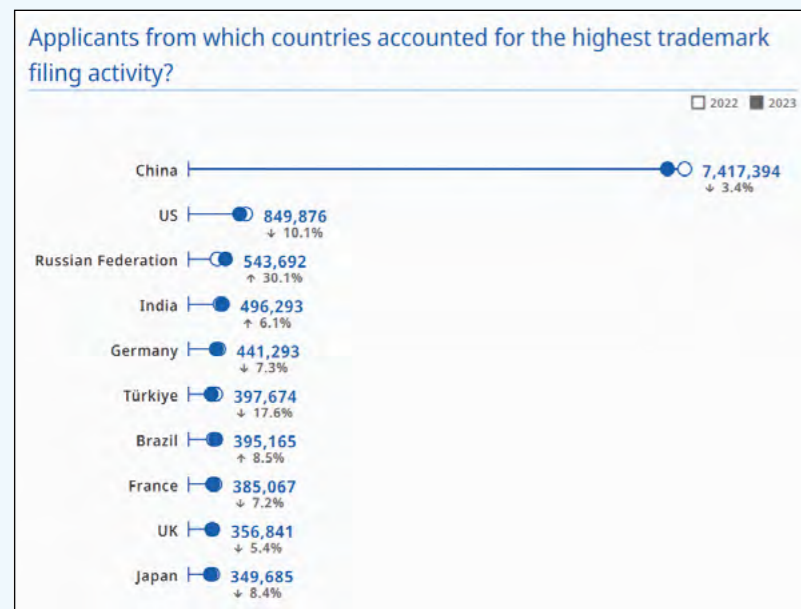 Applicants from which countries accounted for the highest trademark
filing activity?
2022 2023
China 7,417,394
↓ 3.4%
US 849,876
↓ 10.1%
Russian Federation 543,692
↑ 30.1%
India 496,293
↑ 6.1%
Germany 441,293
↓ 7.3%
Türkiye 397,674
↓ 17.6%
Brazil 395,165
↑ 8.5%
France 385,067
↓ 7.2%
UK 356,841
↓ 5.4%
Japan 349,685
↓ 8.4%